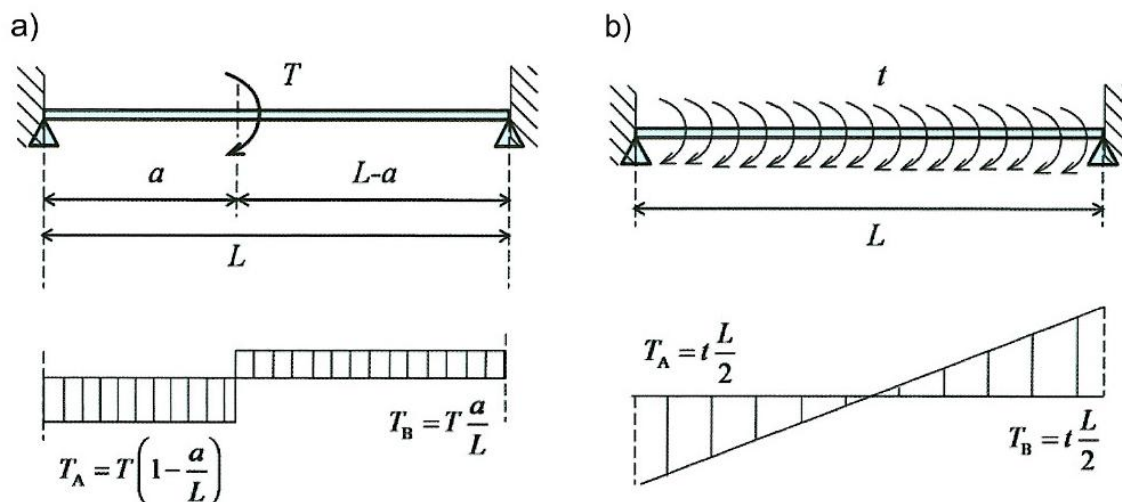 a)
T
a
L-a
L
T_A = T(1 - a/L)
T_B = T a/L
b)
t
L
T_A = t L/2
T_B = t L/2